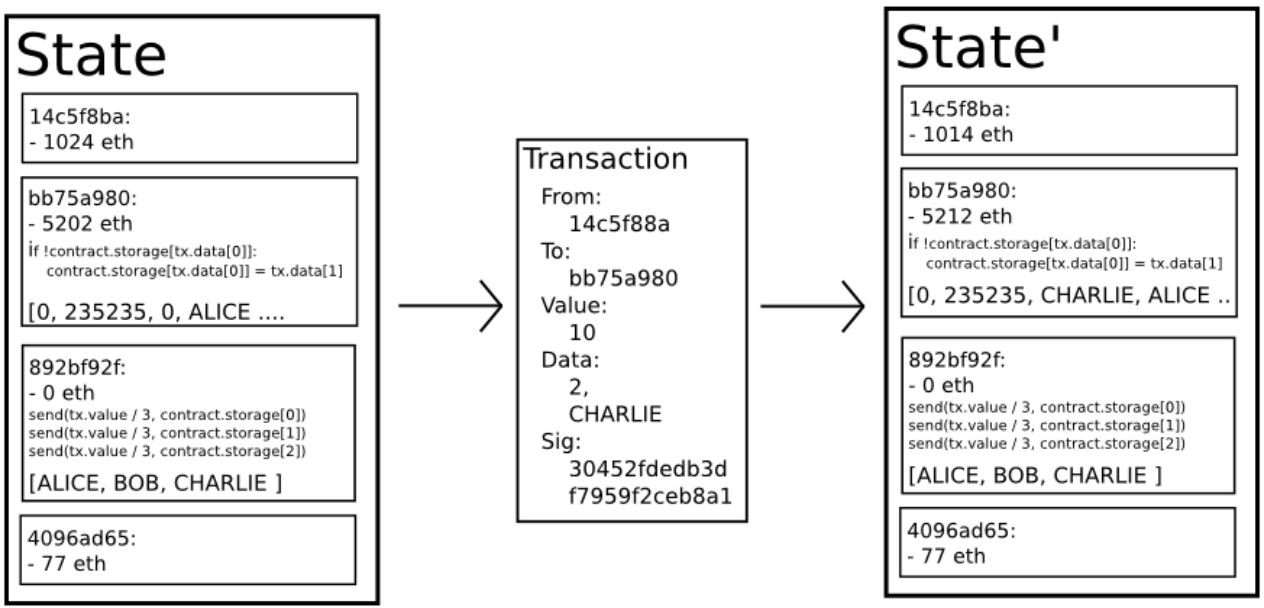 State
14c5f8ba:
- 1024 eth
bb75a980:
- 5202 eth
if !contract.storage[tx.data[0]]:
contract.storage[tx.data[0]] = tx.data[1]
[0, 235235, 0, ALICE ....
892bf92f:
- 0 eth
send(tx.value / 3, contract.storage[0])
send(tx.value / 3, contract.storage[1])
send(tx.value / 3, contract.storage[2])
[ALICE, BOB, CHARLIE ]
4096ad65:
- 77 eth
Transaction
From:
14c5f88a
To:
bb75a980
Value:
10
Data:
2,
CHARLIE
Sig:
30452fdedb3d
f7959f2ceb8a1
State'
14c5f8ba:
- 1014 eth
bb75a980:
- 5212 eth
if !contract.storage[tx.data[0]]:
contract.storage[tx.data[0]] = tx.data[1]
[0, 235235, CHARLIE, ALICE ..
892bf92f:
- 0 eth
send(tx.value / 3, contract.storage[0])
send(tx.value / 3, contract.storage[1])
send(tx.value / 3, contract.storage[2])
[ALICE, BOB, CHARLIE ]
4096ad65:
- 77 eth